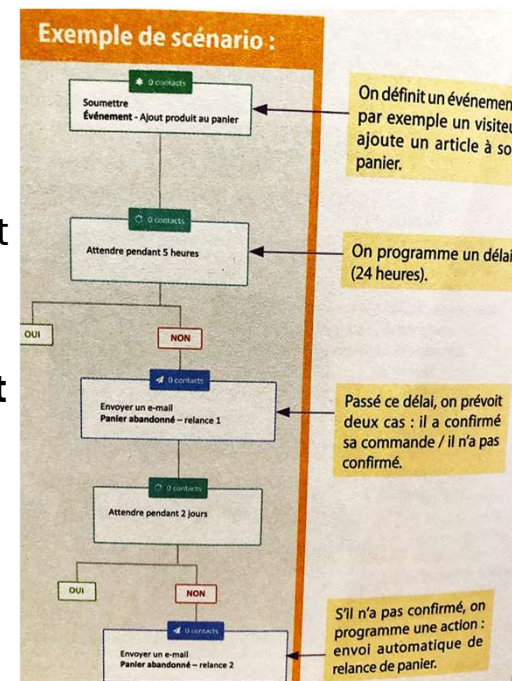 Exemple de scénario :
0 contacts
Soumettre
Événement - Ajout produit au panier
On définit un événemen
par exemple un visiteu
ajoute un article à so
panier.
t
0 contacts
Attendre pendant 5 heures
On programme un délai
(24 heures).
OUI
NON
t
0 contacts
Envoyer un e-mail
Panier abandonné – relance 1
Passé ce délai, on prévoit
deux cas : il a confirmé
sa commande / il n'a pas
confirmé.
0 contacts
Attendre pendant 2 jours
OUI
NON
0 contacts
Envoyer un e-mail
Panier abandonné – relance 2
S'il n'a pas confirmé, on
programme une action :
envoi automatique de
relance de panier.